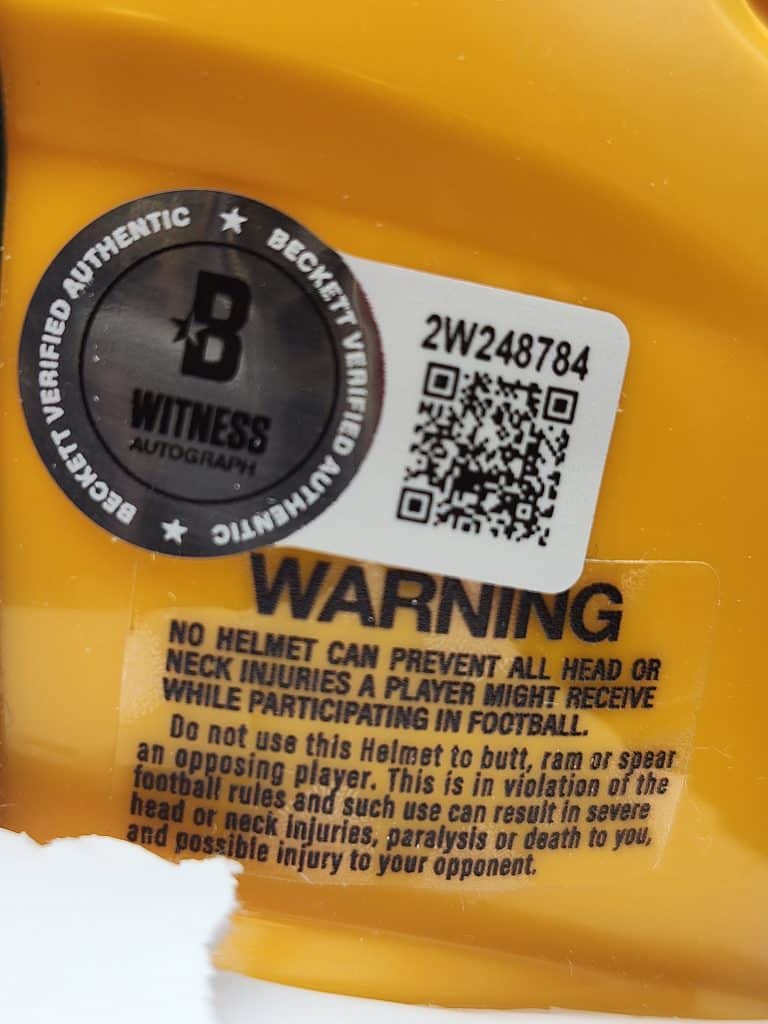 BECKETT VERIFIED AUTHENTIC ★ BECKETT VERIFIED AUTHENTIC ★
B
WITNESS
AUTOGRAPH
2W248784
WARNING
NO HELMET CAN PREVENT ALL HEAD OR
NECK INJURIES A PLAYER MIGHT RECEIVE
WHILE PARTICIPATING IN FOOTBALL.
Do not use this Helmet to butt, ram or spear
an opposing player. This is in violation of the
football rules and such use can result in severe
head or neck injuries, paralysis or death to you,
and possible injury to your opponent.